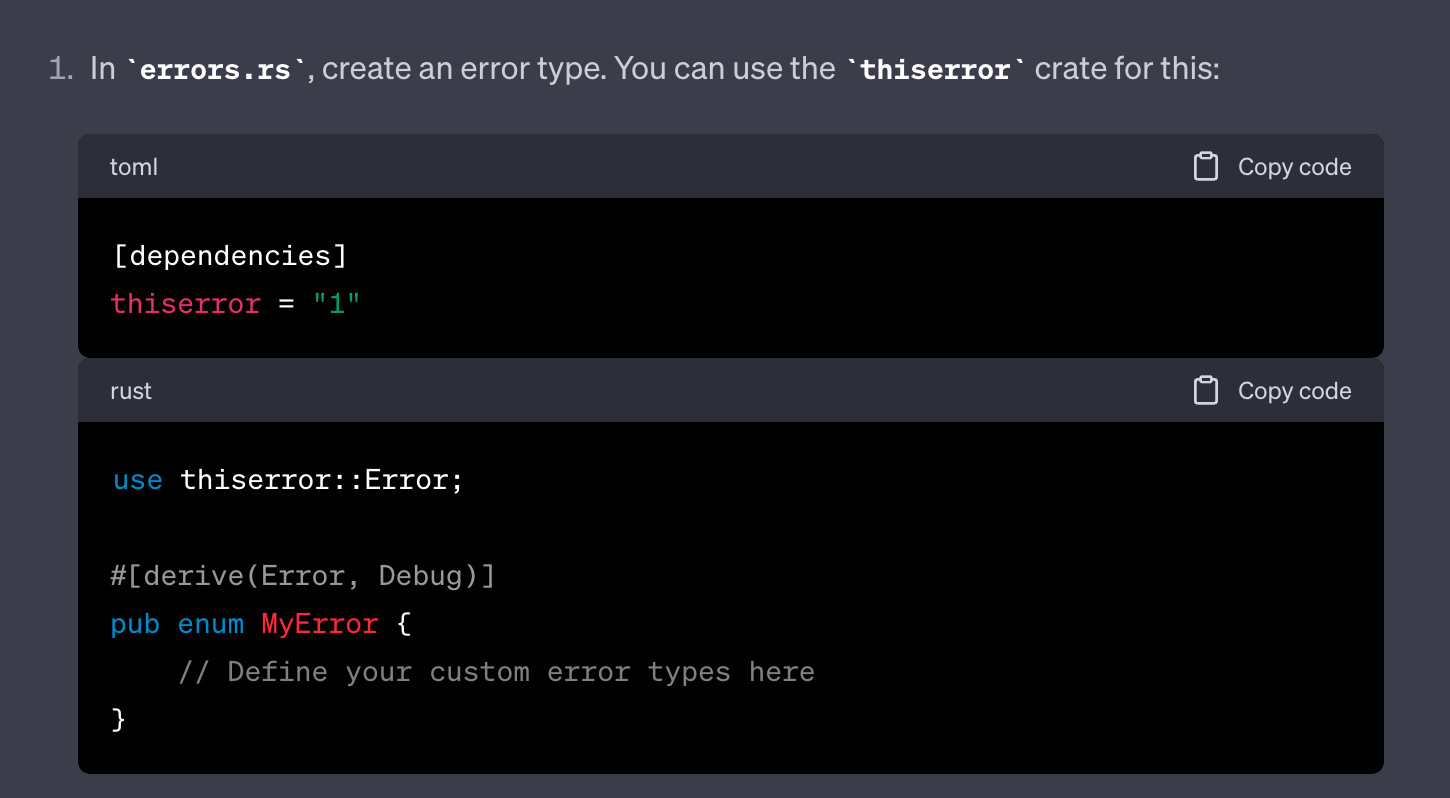 1. In `errors.rs`, create an error type. You can use the `thiserror` crate for this:
toml Copy code
[dependencies]
thiserror = "1"
rust Copy code
use thiserror::Error;
#[derive(Error, Debug)]
pub enum MyError {
    // Define your custom error types here
}